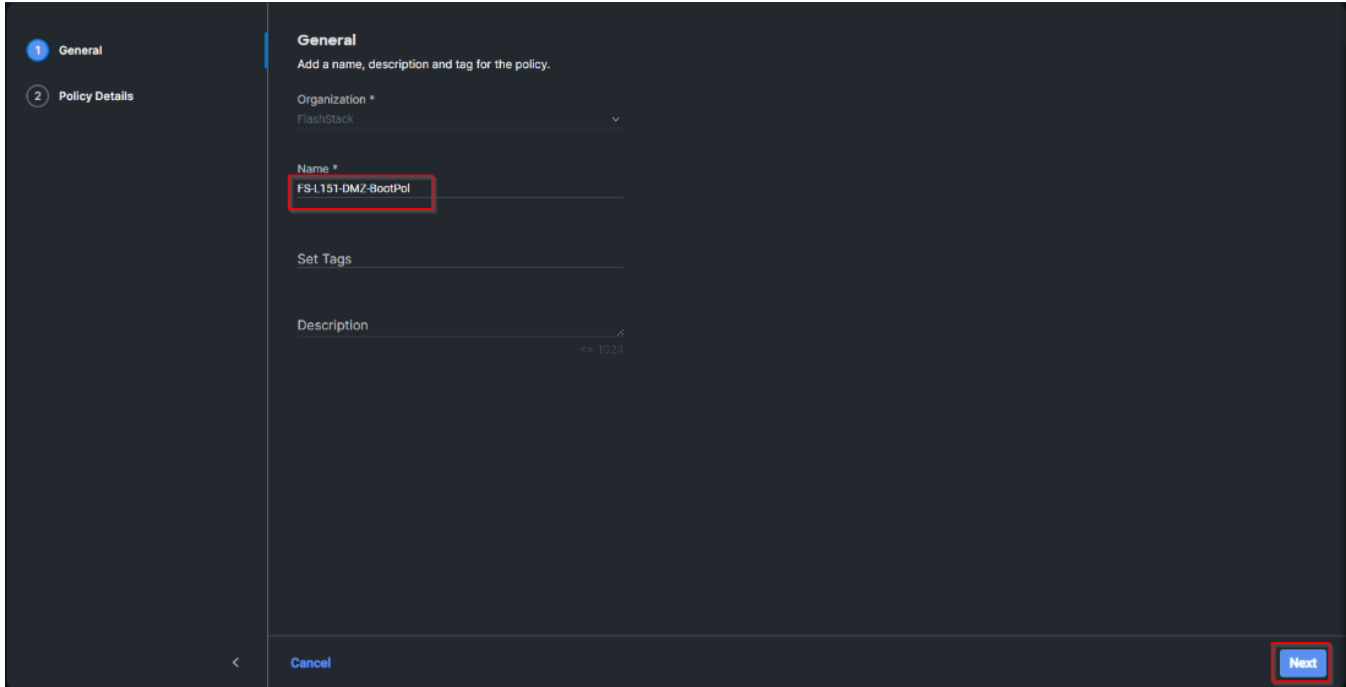 1 General
2 Policy Details
General
Add a name, description and tag for the policy.
Organization *
FlashStack
Name *
FS-L151-DMZ-BootPol
Set Tags
Description
<= 1024
Cancel
Next